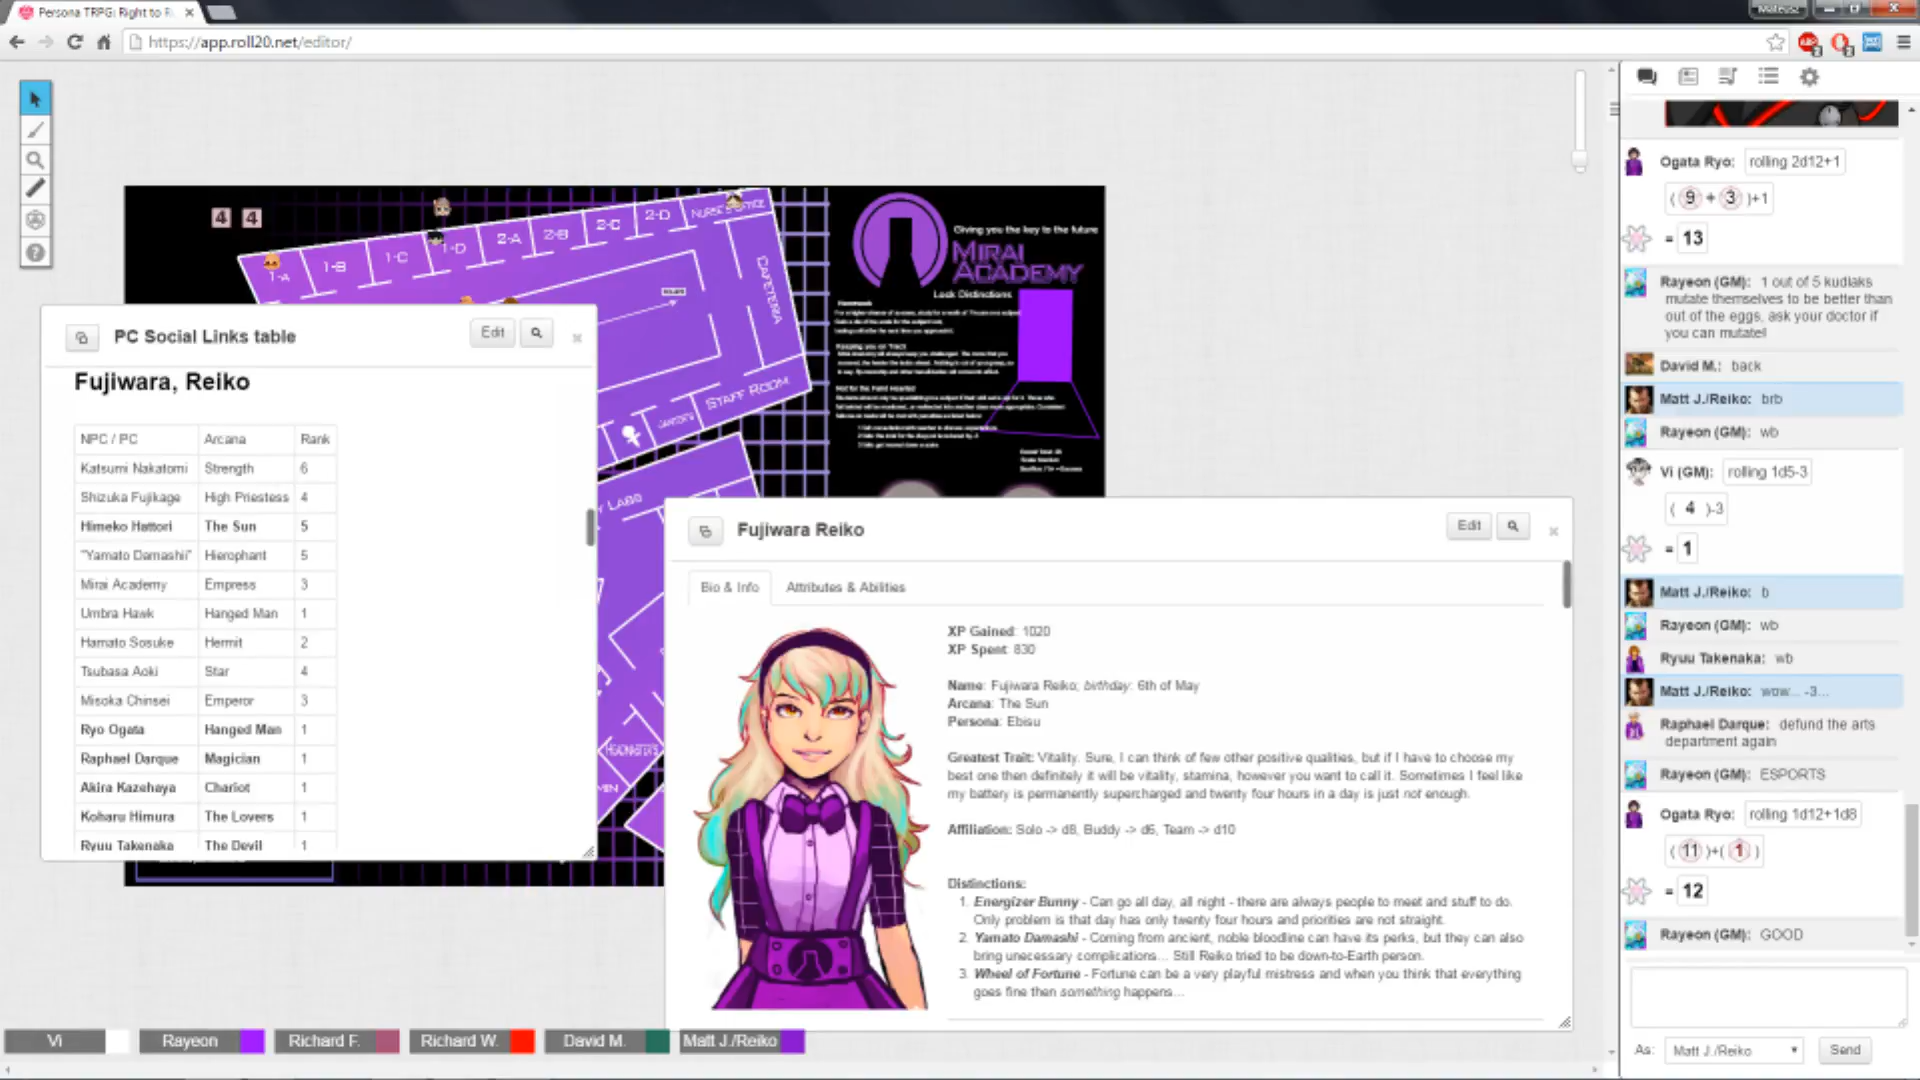 Persona TRPG: Right to R
Mateusz
https://app.roll20.net/editor/
4 4
1-A
1-B
1-C
1-D
2-A
2-B
2-C
2-D
Nurse's Office
Cafeteria
Staff Room
Giving you the key to the future
Mirai
Academy
Lock Distinctions
Homework
Keeping you on Track
Not for the Faint Hearted
Labs
Headmaster's
PC Social Links table
Edit
Fujiwara, Reiko
NPC / PC Arcana Rank
Katsumi Nakatomi Strength 6
Shizuka Fujikage High Priestess 4
Himeko Hattori The Sun 5
"Yamato Damashii" Hierophant 5
Mirai Academy Empress 3
Umbra Hawk Hanged Man 1
Hamato Sosuke Hermit 2
Tsubasa Aoki Star 4
Misoka Chinsei Emperor 3
Ryo Ogata Hanged Man 1
Raphael Darque Magician 1
Akira Kazehaya Chariot 1
Koharu Himura The Lovers 1
Ryuu Takenaka The Devil 1
Fujiwara Reiko
Edit
Bio & Info
Attributes & Abilities
XP Gained: 1020
XP Spent: 830
Name: Fujiwara Reiko; birthday: 6th of May
Arcana: The Sun
Persona: Ebisu
Greatest Trait: Vitality. Sure, I can think of few other positive qualities, but if I have to choose my
best one then definitely it will be vitality, stamina, however you want to call it. Sometimes I feel like
my battery is permanently supercharged and twenty four hours in a day is just not enough.
Affiliation: Solo -> d8, Buddy -> d6, Team -> d10
Distinctions:
1. Energizer Bunny - Can go all day, all night - there are always people to meet and stuff to do.
Only problem is that day has only twenty four hours and priorities are not straight.
2. Yamato Damashi - Coming from ancient, noble bloodline can have its perks, but they can also
bring unecessary complications... Still Reiko tried to be down-to-Earth person.
3. Wheel of Fortune - Fortune can be a very playful mistress and when you think that everything
goes fine then something happens...
Vi
Rayeon
Richard F.
Richard W.
David M.
Matt J./Reiko
Ogata Ryo: rolling 2d12+1
(9+3)+1
= 13
Rayeon (GM): 1 out of 5 kudlaks
mutate themselves to be better than
out of the eggs, ask your doctor if
you can mutate!
David M.: back
Matt J./Reiko: brb
Rayeon (GM): wb
Vi (GM): rolling 1d5-3
(4)-3
= 1
Matt J./Reiko: b
Rayeon (GM): wb
Ryuu Takenaka: wb
Matt J./Reiko: wow... -3...
Raphael Darque: defund the arts
department again
Rayeon (GM): ESPORTS
Ogata Ryo: rolling 1d12+1d8
(11)+(1)
= 12
Rayeon (GM): GOOD
As: Matt J./Reiko
Send